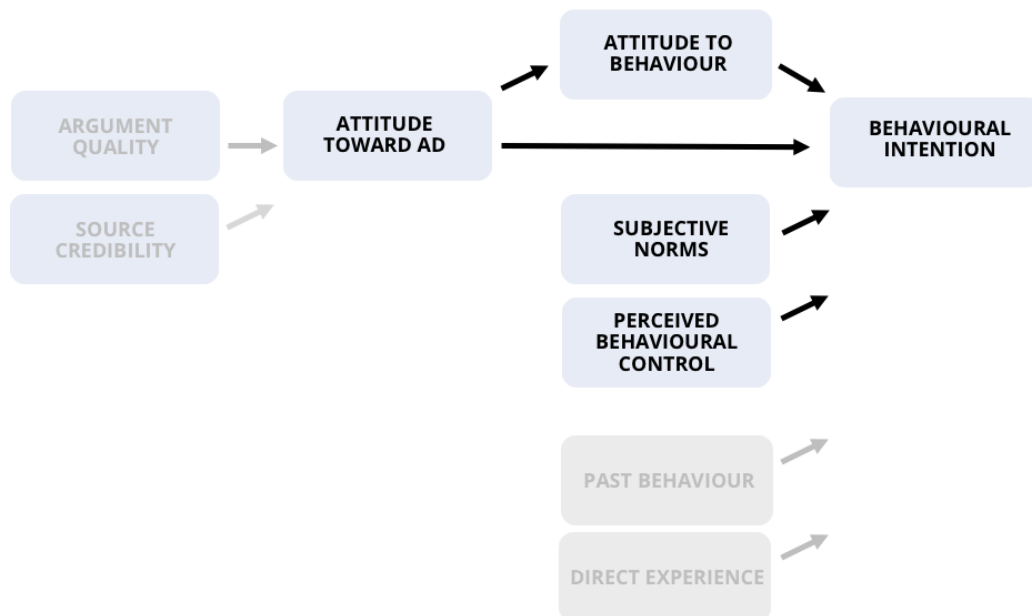 ATTITUDE TO
BEHAVIOUR
ARGUMENT
QUALITY
ATTITUDE
TOWARD AD
BEHAVIOURAL
INTENTION
SOURCE
CREDIBILITY
SUBJECTIVE
NORMS
PERCEIVED
BEHAVIOURAL
CONTROL
PAST BEHAVIOUR
DIRECT EXPERIENCE